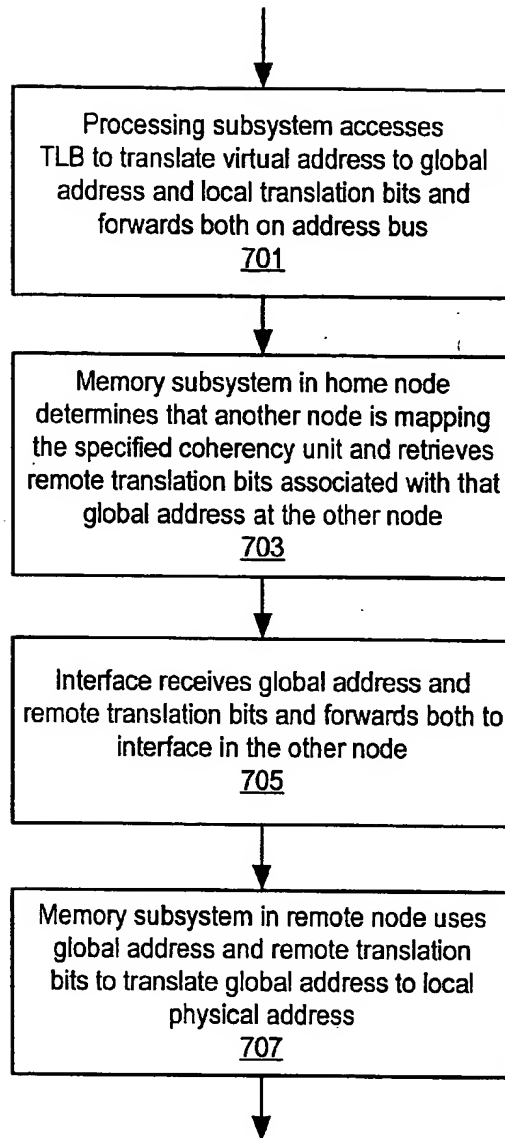 Processing subsystem accesses
TLB to translate virtual address to global
address and local translation bits and
forwards both on address bus
701
Memory subsystem in home node
determines that another node is mapping
the specified coherency unit and retrieves
remote translation bits associated with that
global address at the other node
703
Interface receives global address and
remote translation bits and forwards both to
interface in the other node
705
Memory subsystem in remote node uses
global address and remote translation
bits to translate global address to local
physical address
707